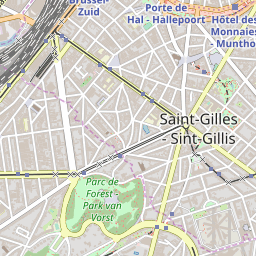 Brussel-
Zuid
Porte de
Hal - Hallepoort
Hôtel des
Monnaies
- Munthof
Saint-Gilles
- Sint-Gillis
Parc de
Forest -
Park van
Vorst